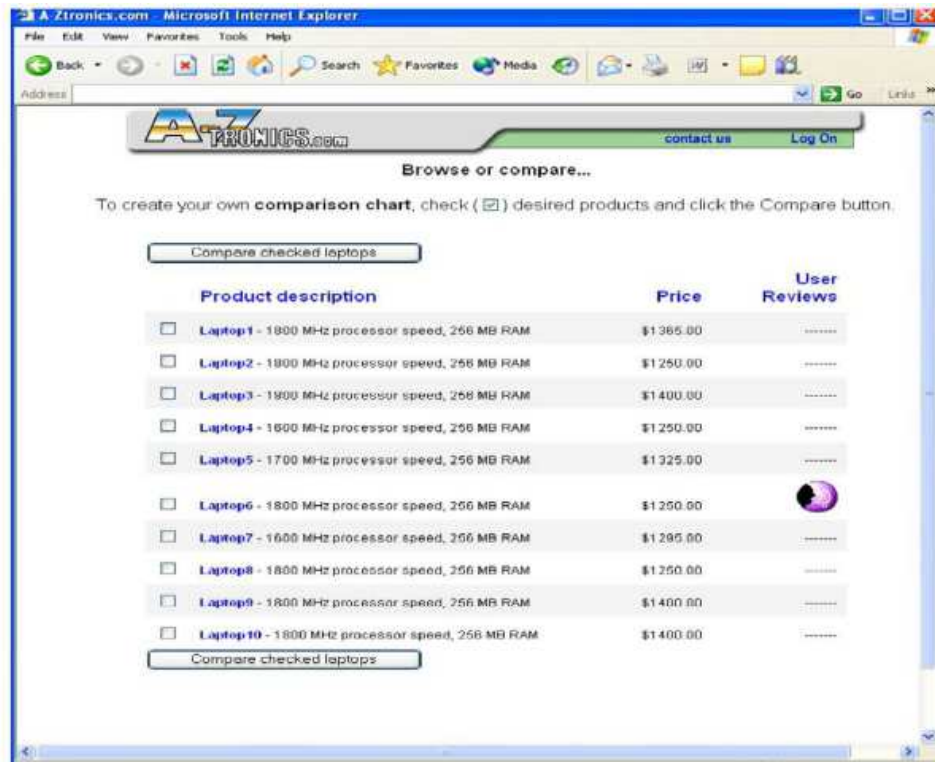 A-Ztronics.com - Microsoft Internet Explorer
File Edit View Favorites Tools Help
Back Search Favorites Media
Address Go Links »
A-Z TRONICS.com
contact us Log On
Browse or compare...
To create your own comparison chart, check ( ☑ ) desired products and click the Compare button.
Compare checked laptops
User
Product description Price Reviews
Laptop1 - 1800 MHz processor speed, 256 MB RAM $1365.00 -------
Laptop2 - 1800 MHz processor speed, 256 MB RAM $1250.00 -------
Laptop3 - 1900 MHz processor speed, 256 MB RAM $1400.00 -------
Laptop4 - 1600 MHz processor speed, 256 MB RAM $1250.00 -------
Laptop5 - 1700 MHz processor speed, 256 MB RAM $1325.00 -------
Laptop6 - 1800 MHz processor speed, 256 MB RAM $1250.00
Laptop7 - 1600 MHz processor speed, 256 MB RAM $1295.00 -------
Laptop8 - 1800 MHz processor speed, 256 MB RAM $1250.00 -------
Laptop9 - 1800 MHz processor speed, 256 MB RAM $1400.00 -------
Laptop10 - 1800 MHz processor speed, 256 MB RAM $1400.00 -------
Compare checked laptops